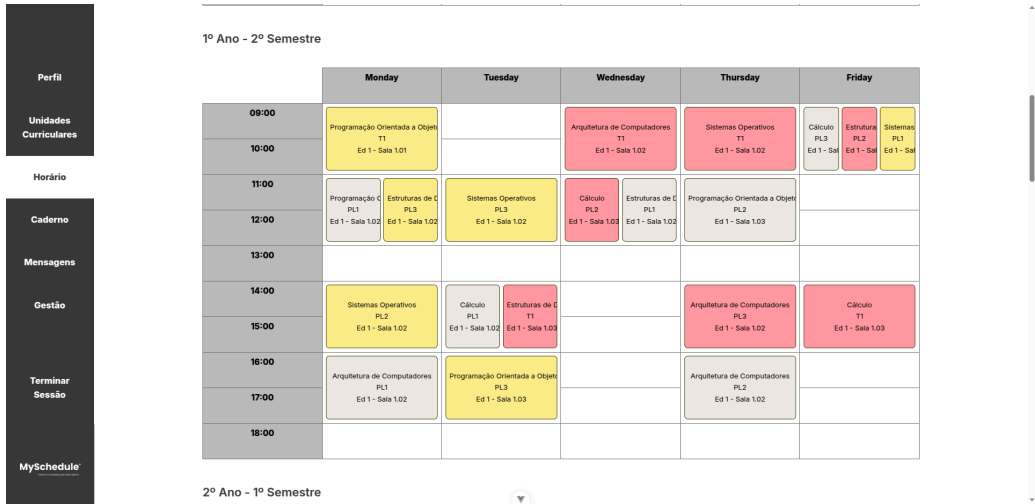 Perfil
Unidades
Curriculares
Horário
Caderno
Mensagens
Gestão
Terminar
Sessão
MySchedule
1º Ano - 2º Semestre
Monday Tuesday Wednesday Thursday Friday
09:00
10:00
11:00
12:00
13:00
14:00
15:00
16:00
17:00
18:00
Programação Orientada a Objeto
T1
Ed 1 - Sala 1.01
Arquitetura de Computadores
T1
Ed 1 - Sala 1.02
Sistemas Operativos
T1
Ed 1 - Sala 1.02
Cálculo
PL3
Ed 1 - Sal
Estrutura
PL2
Ed 1 - Sal
Sistemas
PL1
Ed 1 - Sal
Programação O
PL1
Ed 1 - Sala 1.02
Estruturas de D
PL3
Ed 1 - Sala 1.02
Sistemas Operativos
PL3
Ed 1 - Sala 1.02
Cálculo
PL2
Ed 1 - Sala 1.03
Estruturas de D
PL1
Ed 1 - Sala 1.02
Programação Orientada a Objeto
PL2
Ed 1 - Sala 1.03
Sistemas Operativos
PL2
Ed 1 - Sala 1.02
Cálculo
PL1
Ed 1 - Sala 1.02
Estruturas de D
T1
Ed 1 - Sala 1.03
Arquitetura de Computadores
PL3
Ed 1 - Sala 1.02
Cálculo
T1
Ed 1 - Sala 1.03
Arquitetura de Computadores
PL1
Ed 1 - Sala 1.02
Programação Orientada a Objeto
PL3
Ed 1 - Sala 1.03
Arquitetura de Computadores
PL2
Ed 1 - Sala 1.02
2º Ano - 1º Semestre